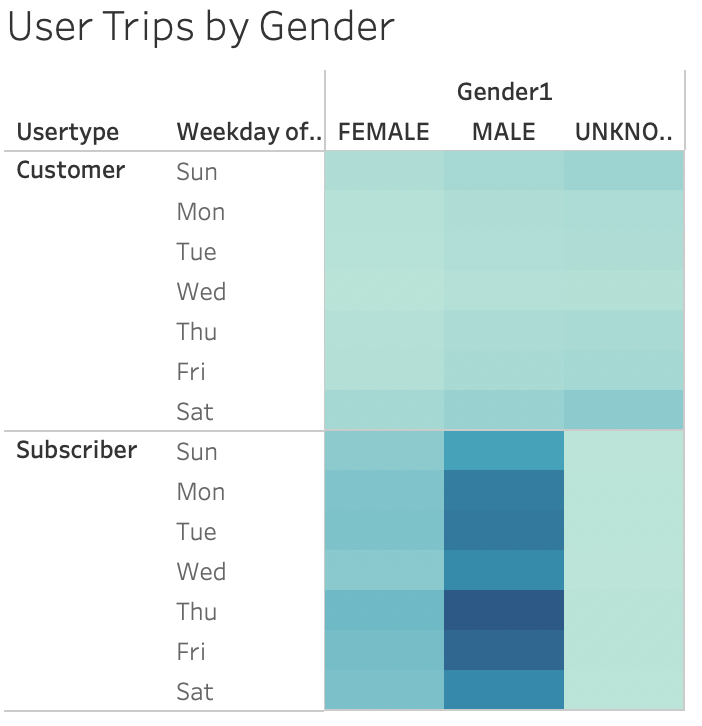 User Trips by Gender
Gender1
Usertype Weekday of.. FEMALE MALE UNKNO..
Customer Sun
Mon
Tue
Wed
Thu
Fri
Sat
Subscriber Sun
Mon
Tue
Wed
Thu
Fri
Sat